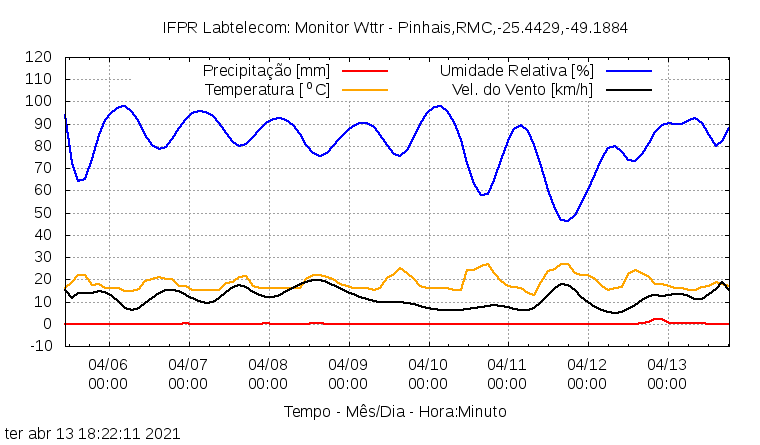 IFPR Labtelecom: Monitor Wttr - Pinhais,RMC,-25.4429,-49.1884
120
110
100
90
80
70
60
50
40
30
20
10
0
-10
Precipitação [mm]
Temperatura [ ⁰C]
Umidade Relativa [%]
Vel. do Vento [km/h]
04/06 04/07 04/08 04/09 04/10 04/11 04/12 04/13
00:00 00:00 00:00 00:00 00:00 00:00 00:00 00:00
Tempo - Mês/Dia - Hora:Minuto
ter abr 13 18:22:11 2021